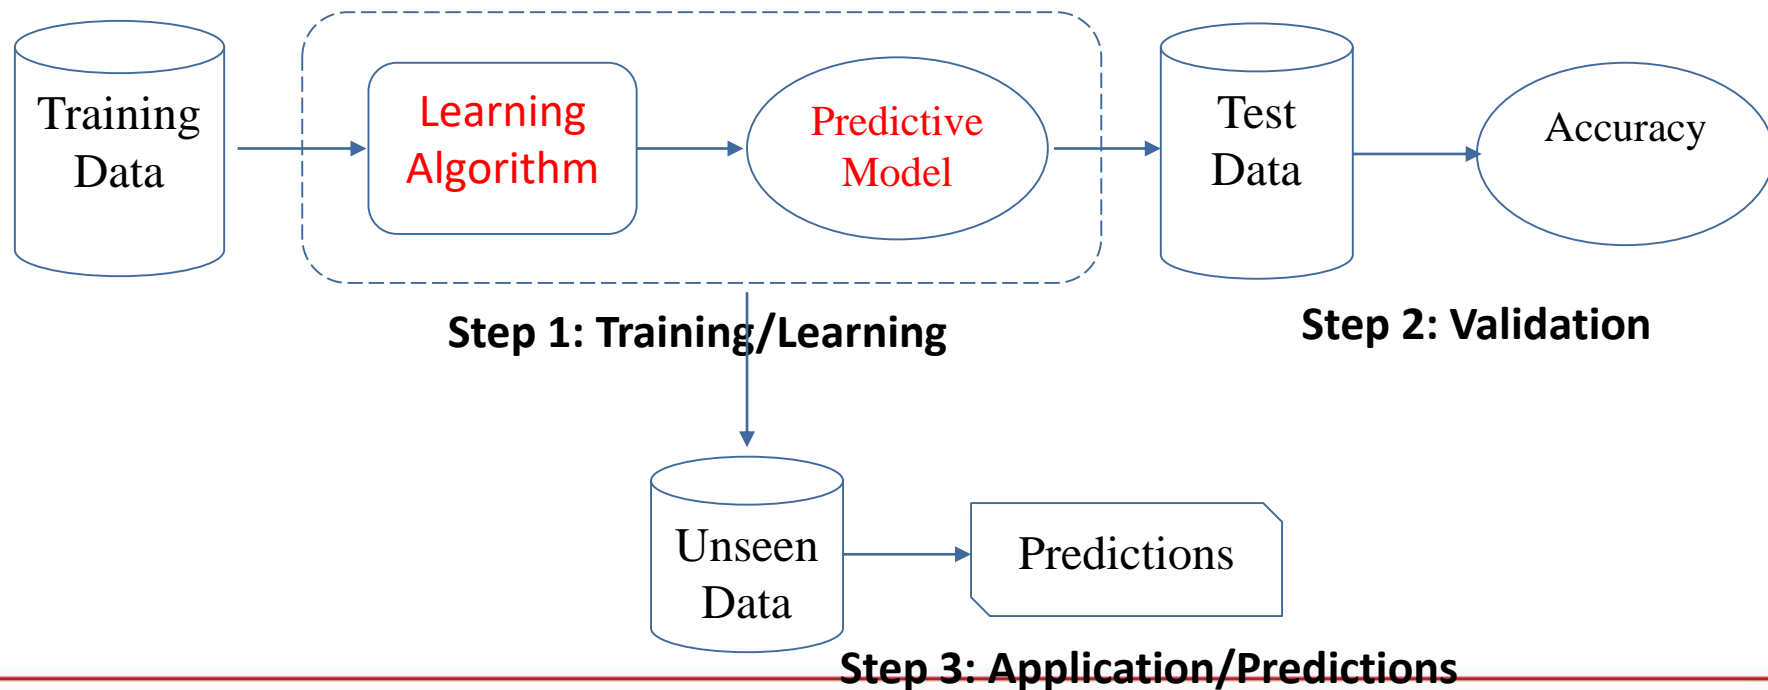 Training
Data
Learning
Algorithm
Predictive
Model
Test
Data
Accuracy
Step 1: Training/Learning
Step 2: Validation
Unseen
Data
Predictions
Step 3: Application/Predictions